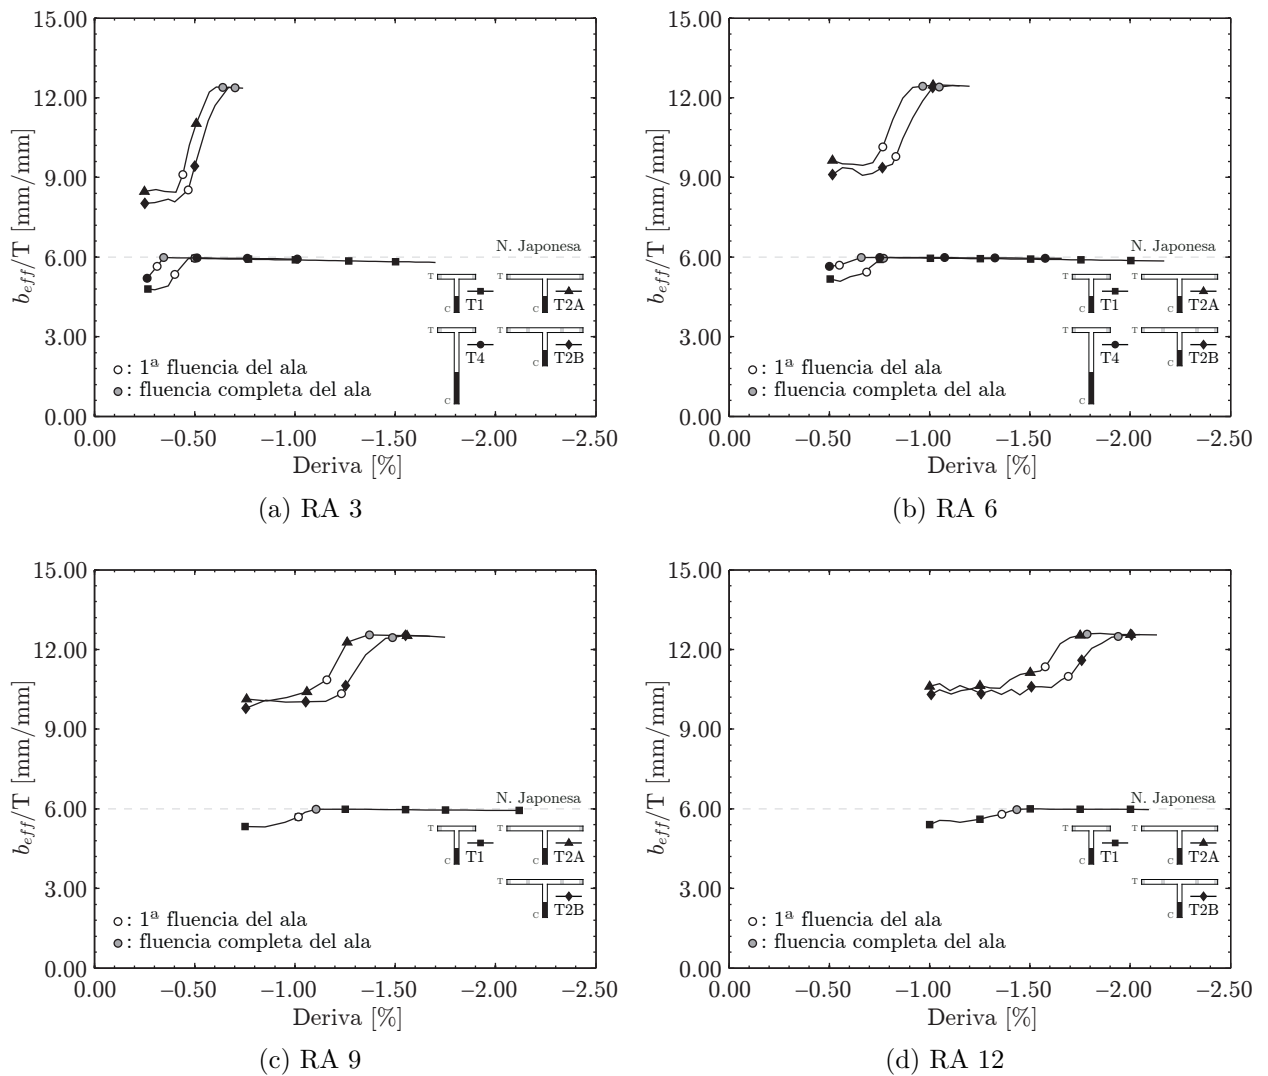 15.00
12.00
9.00
6.00
3.00
0.00
b_eff/T [mm/mm]
N. Japonesa
T
C
T1
T
C
T2A
T
C
T4
T
C
T2B
: 1ª fluencia del ala
: fluencia completa del ala
0.00 −0.50 −1.00 −1.50 −2.00 −2.50
Deriva [%]
(a) RA 3
15.00
12.00
9.00
6.00
3.00
0.00
b_eff/T [mm/mm]
N. Japonesa
T
C
T1
T
C
T2A
T
C
T4
T
C
T2B
: 1ª fluencia del ala
: fluencia completa del ala
0.00 −0.50 −1.00 −1.50 −2.00 −2.50
Deriva [%]
(b) RA 6
15.00
12.00
9.00
6.00
3.00
0.00
b_eff/T [mm/mm]
N. Japonesa
T
C
T1
T
C
T2A
T
C
T2B
: 1ª fluencia del ala
: fluencia completa del ala
0.00 −0.50 −1.00 −1.50 −2.00 −2.50
Deriva [%]
(c) RA 9
15.00
12.00
9.00
6.00
3.00
0.00
b_eff/T [mm/mm]
N. Japonesa
T
C
T1
T
C
T2A
T
C
T2B
: 1ª fluencia del ala
: fluencia completa del ala
0.00 −0.50 −1.00 −1.50 −2.00 −2.50
Deriva [%]
(d) RA 12